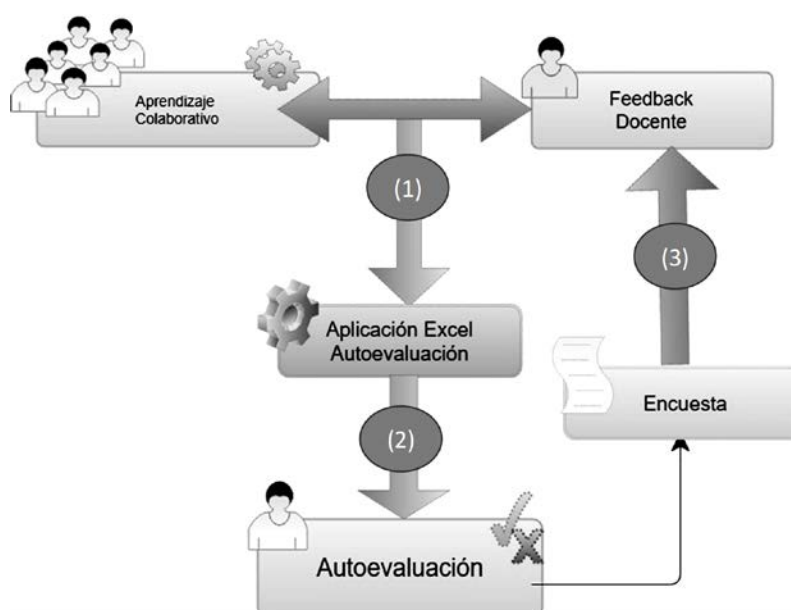 Aprendizaje
Colaborativo
Feedback
Docente
(1)
(3)
Aplicación Excel
Autoevaluación
Encuesta
(2)
Autoevaluación